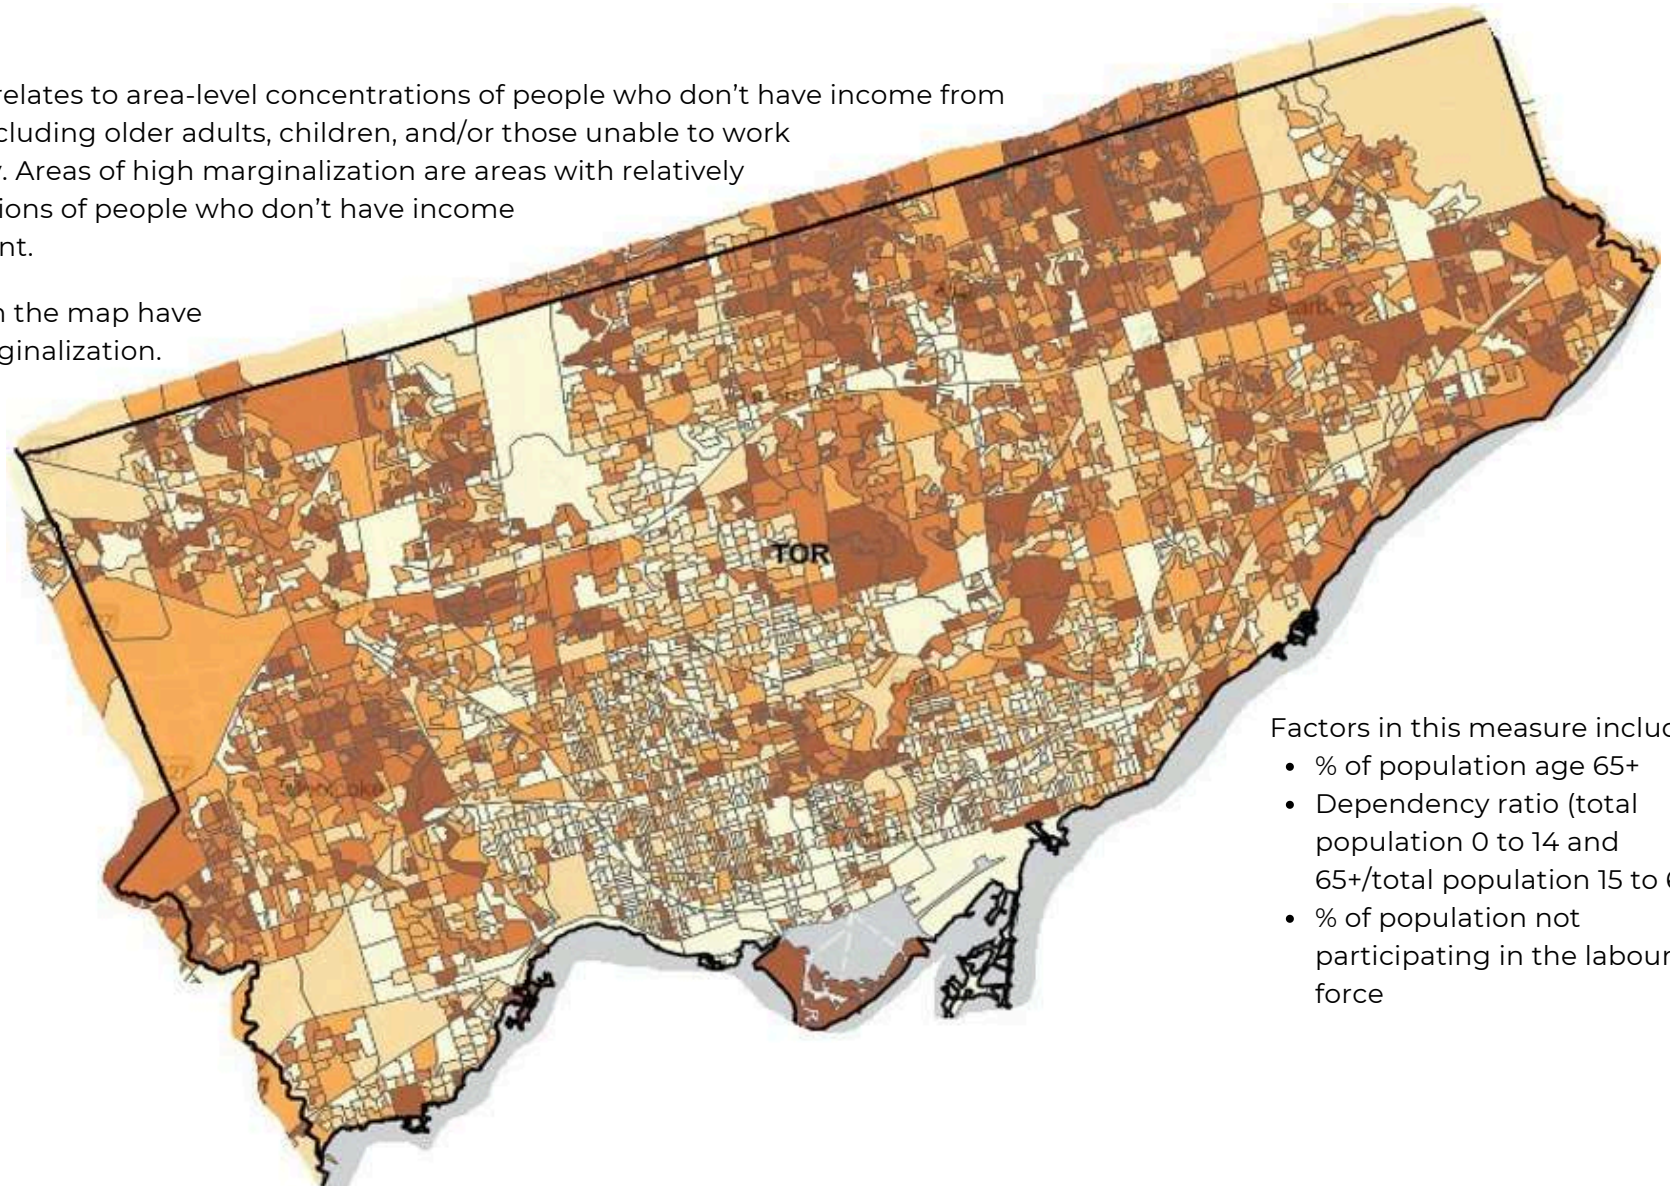 relates to area-level concentrations of people who don't have income from
cluding older adults, children, and/or those unable to work
. Areas of high marginalization are areas with relatively
ions of people who don't have income
nt.
n the map have
ginalization.
TOR
Factors in this measure includ
• % of population age 65+
• Dependency ratio (total
population 0 to 14 and
65+/total population 15 to 6
• % of population not
participating in the labour
force